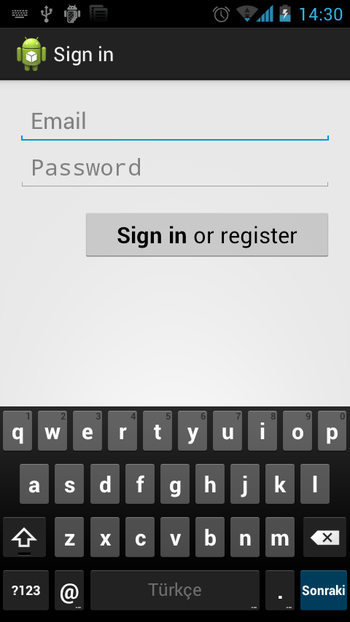 14:30
Sign in
Email
Password
Sign in or register
1 2 3 4 5 6 7 8 9 0
q w e r t y u i o p
a s d f g h j k l
z x c v b n m
?123 @ Türkçe . Sonraki